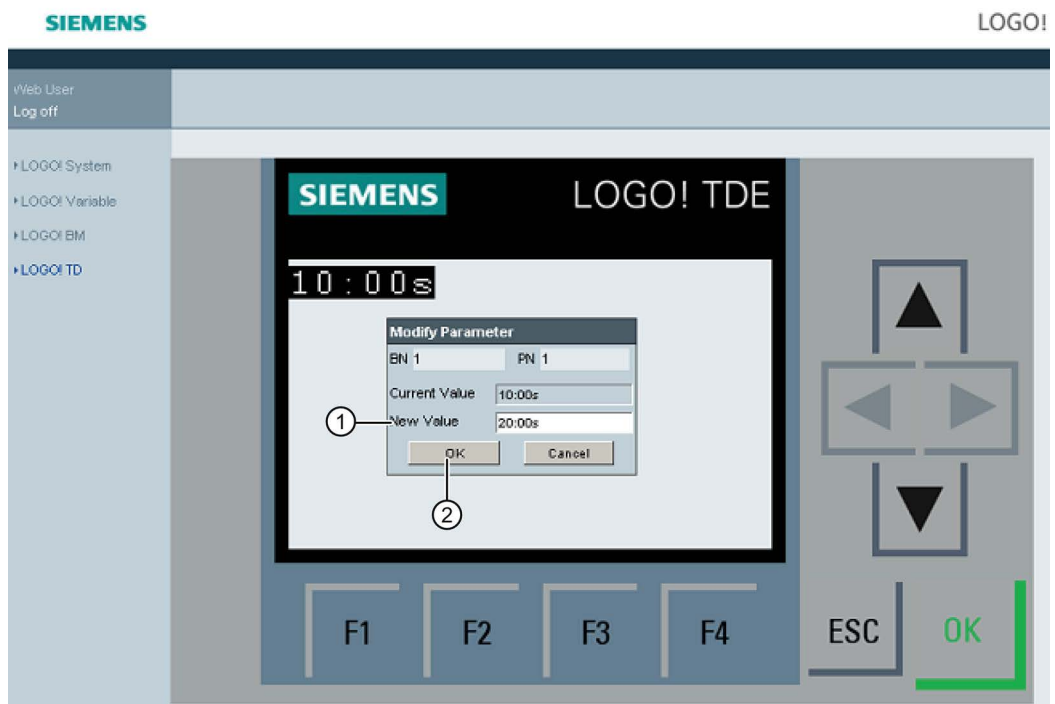 SIEMENS
LOGO!
Web User
Log off
LOGO! System
LOGO! Variable
LOGO! BM
LOGO! TD
SIEMENS
LOGO! TDE
10:00s
Modify Parameter
BN 1 PN 1
Current Value 10:00s
1 New Value 20:00s
OK Cancel
2
F1 F2 F3 F4 ESC OK